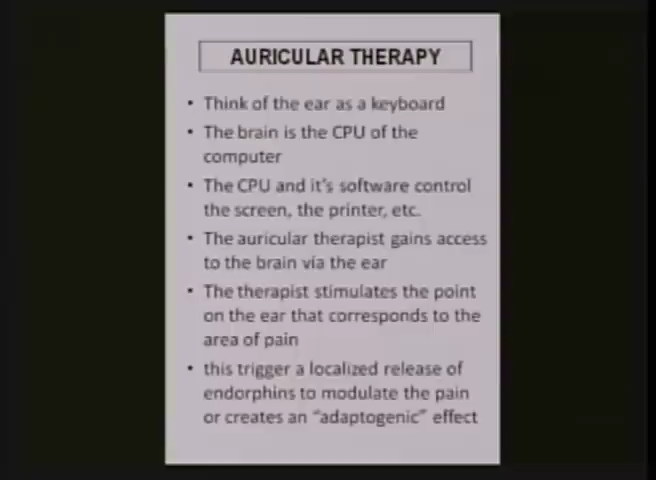 AURICULAR THERAPY
• Think of the ear as a keyboard
• The brain is the CPU of the
computer
• The CPU and it's software control
the screen, the printer, etc.
• The auricular therapist gains access
to the brain via the ear
• The therapist stimulates the point
on the ear that corresponds to the
area of pain
• this trigger a localized release of
endorphins to modulate the pain
or creates an “adaptogenic” effect